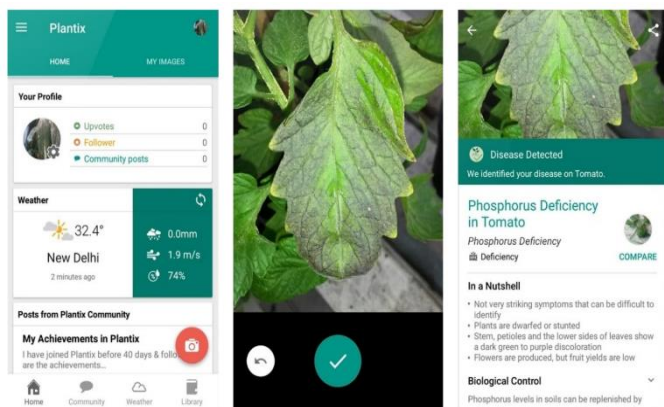 Plantix
HOME
MY IMAGES
Your Profile
Upvotes 0
Follower 0
Community posts 0
Weather
32.4°
New Delhi
2 minutes ago
0.0mm
1.9 m/s
74%
Posts from Plantix Community
My Achievements in Plantix
I have joined Plantix before 40 days & follo
are the achievements...
Home
Community
Weather
Library
Disease Detected
We identified your disease on Tomato.
Phosphorus Deficiency
in Tomato
Phosphorus Deficiency
Deficiency
COMPARE
In a Nutshell
• Not very striking symptoms that can be difficult to
identify
• Plants are dwarfed or stunted
• Stem, petioles and the lower sides of leaves show
a dark green to purple discoloration
• Flowers are produced, but fruit yields are low
Biological Control
Phosphorus levels in soils can be replenished by